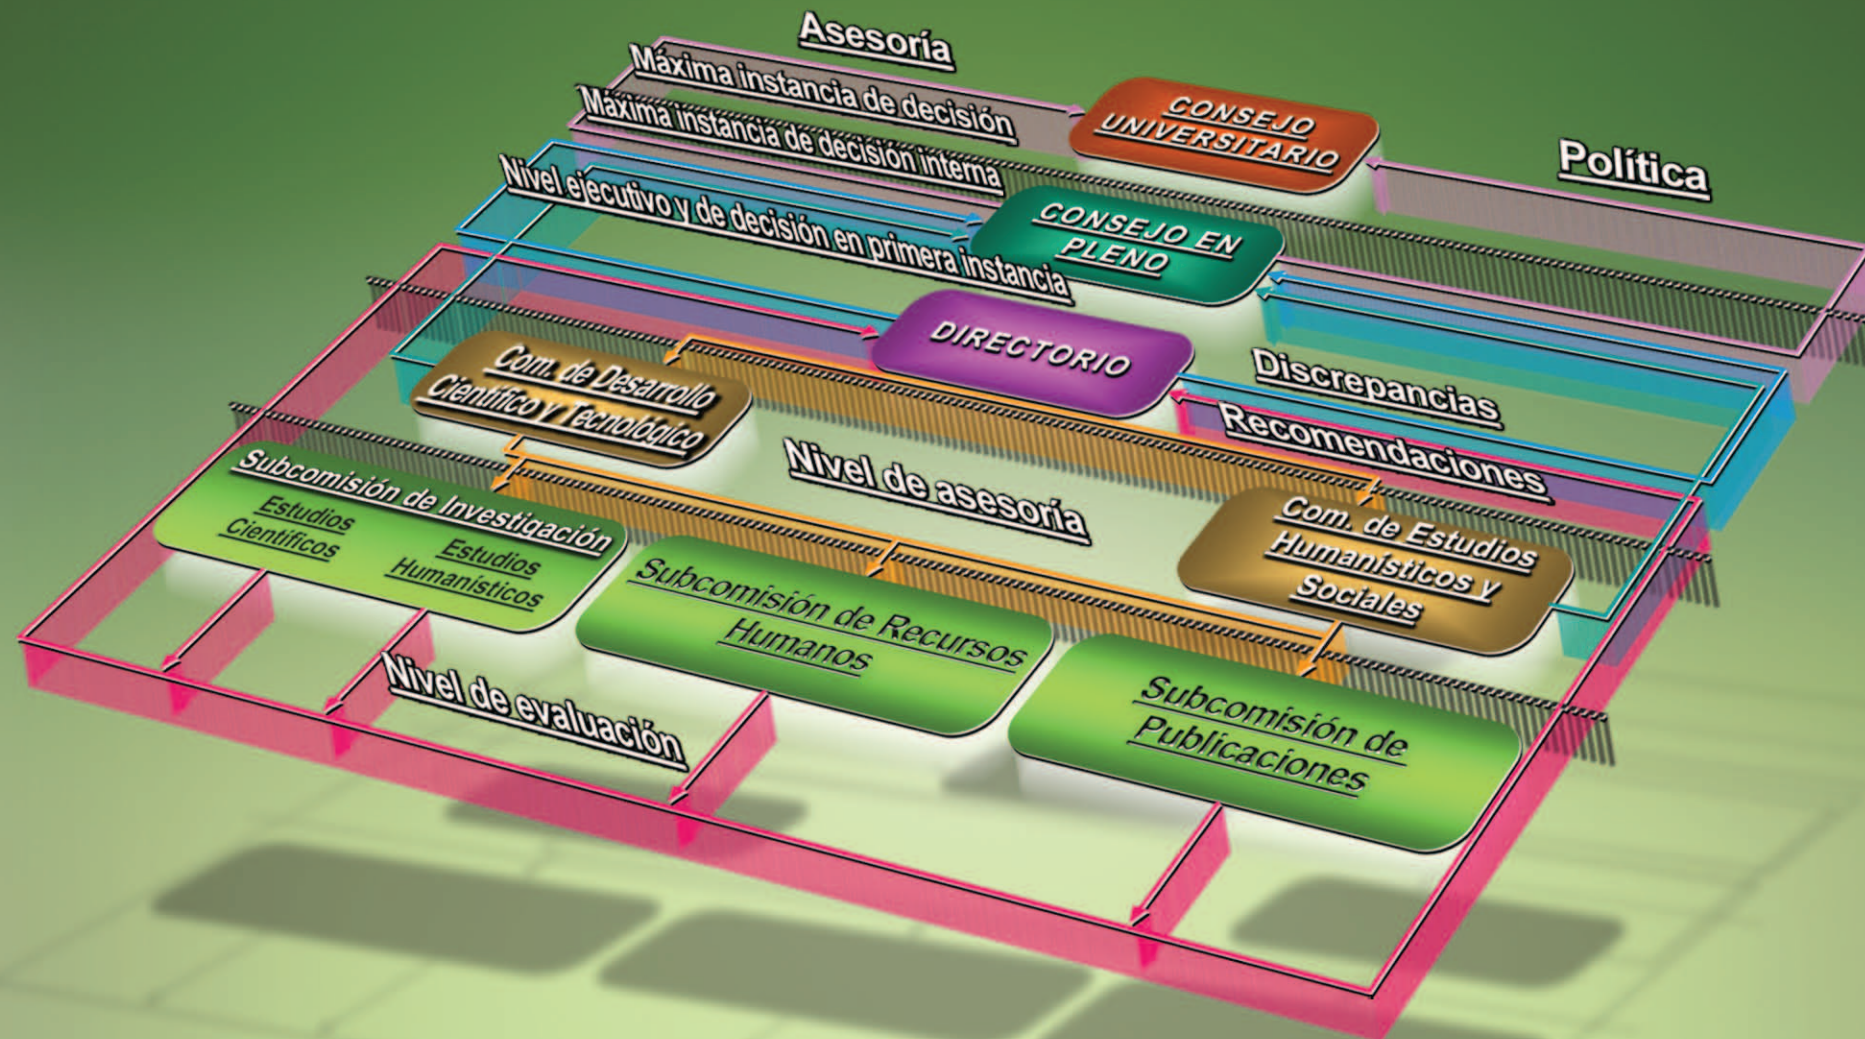 Asesoría
Máxima instancia de decisión
CONSEJO
UNIVERSITARIO
Política
Máxima instancia de decisión interna
CONSEJO EN
PLENO
Nivel ejecutivo y de decisión en primera instancia
DIRECTORIO
Discrepancias
Recomendaciones
Com. de Desarrollo
Científico y Tecnológico
Nivel de asesoría
Com. de Estudios
Humanísticos y
Sociales
Subcomisión de Investigación
Estudios
Científicos
Estudios
Humanísticos
Subcomisión de Recursos
Humanos
Subcomisión de
Publicaciones
Nivel de evaluación